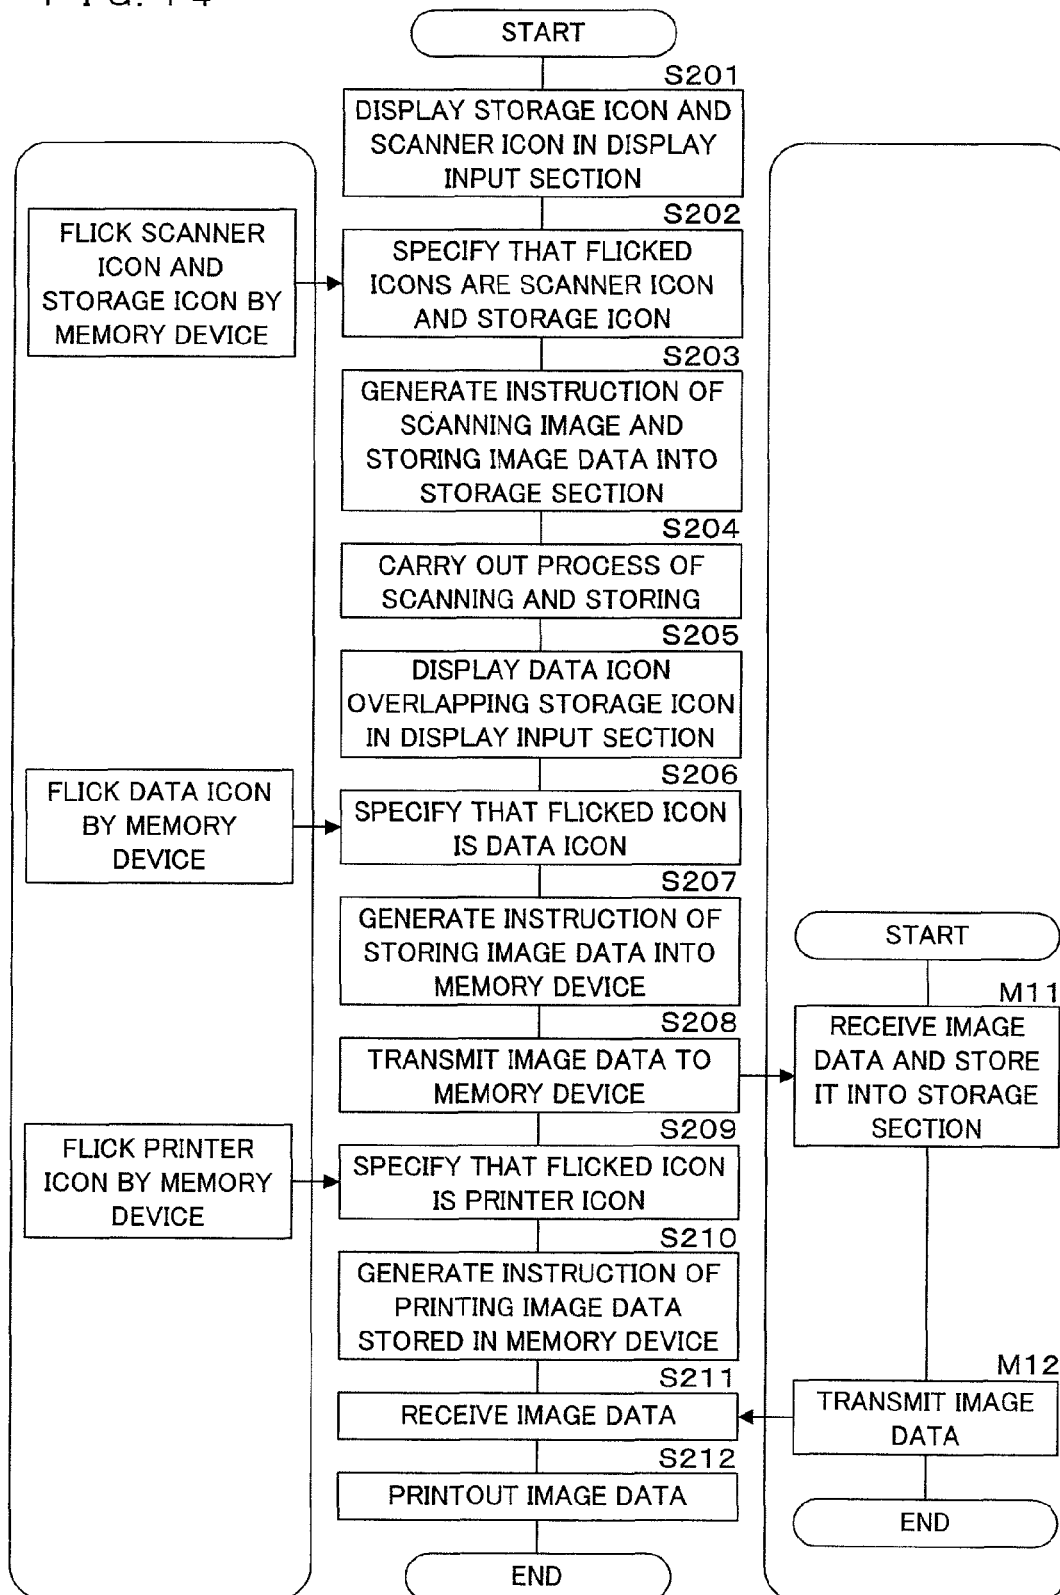 START
S201
DISPLAY STORAGE ICON AND
SCANNER ICON IN DISPLAY
INPUT SECTION
FLICK SCANNER
ICON AND
STORAGE ICON BY
MEMORY DEVICE
S202
SPECIFY THAT FLICKED
ICONS ARE SCANNER ICON
AND STORAGE ICON
S203
GENERATE INSTRUCTION OF
SCANNING IMAGE AND
STORING IMAGE DATA INTO
STORAGE SECTION
S204
CARRY OUT PROCESS OF
SCANNING AND STORING
S205
DISPLAY DATA ICON
OVERLAPPING STORAGE ICON
IN DISPLAY INPUT SECTION
FLICK DATA ICON
BY MEMORY
DEVICE
S206
SPECIFY THAT FLICKED ICON
IS DATA ICON
S207
GENERATE INSTRUCTION OF
STORING IMAGE DATA INTO
MEMORY DEVICE
S208
TRANSMIT IMAGE DATA TO
MEMORY DEVICE
START
M11
RECEIVE IMAGE
DATA AND STORE
IT INTO STORAGE
SECTION
FLICK PRINTER
ICON BY MEMORY
DEVICE
S209
SPECIFY THAT FLICKED ICON
IS PRINTER ICON
S210
GENERATE INSTRUCTION OF
PRINTING IMAGE DATA
STORED IN MEMORY DEVICE
M12
TRANSMIT IMAGE
DATA
S211
RECEIVE IMAGE DATA
S212
PRINTOUT IMAGE DATA
END
END